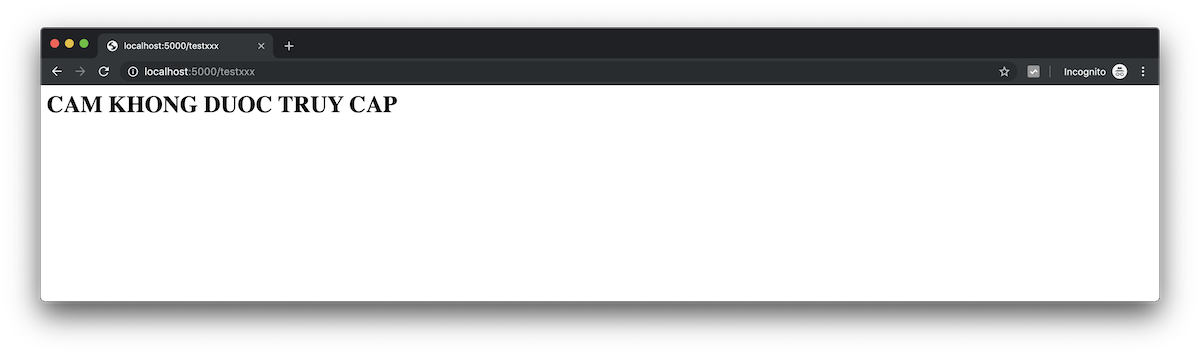 localhost:5000/testxxx
localhost:5000/testxxx
Incognito
CAM KHONG DUOC TRUY CAP